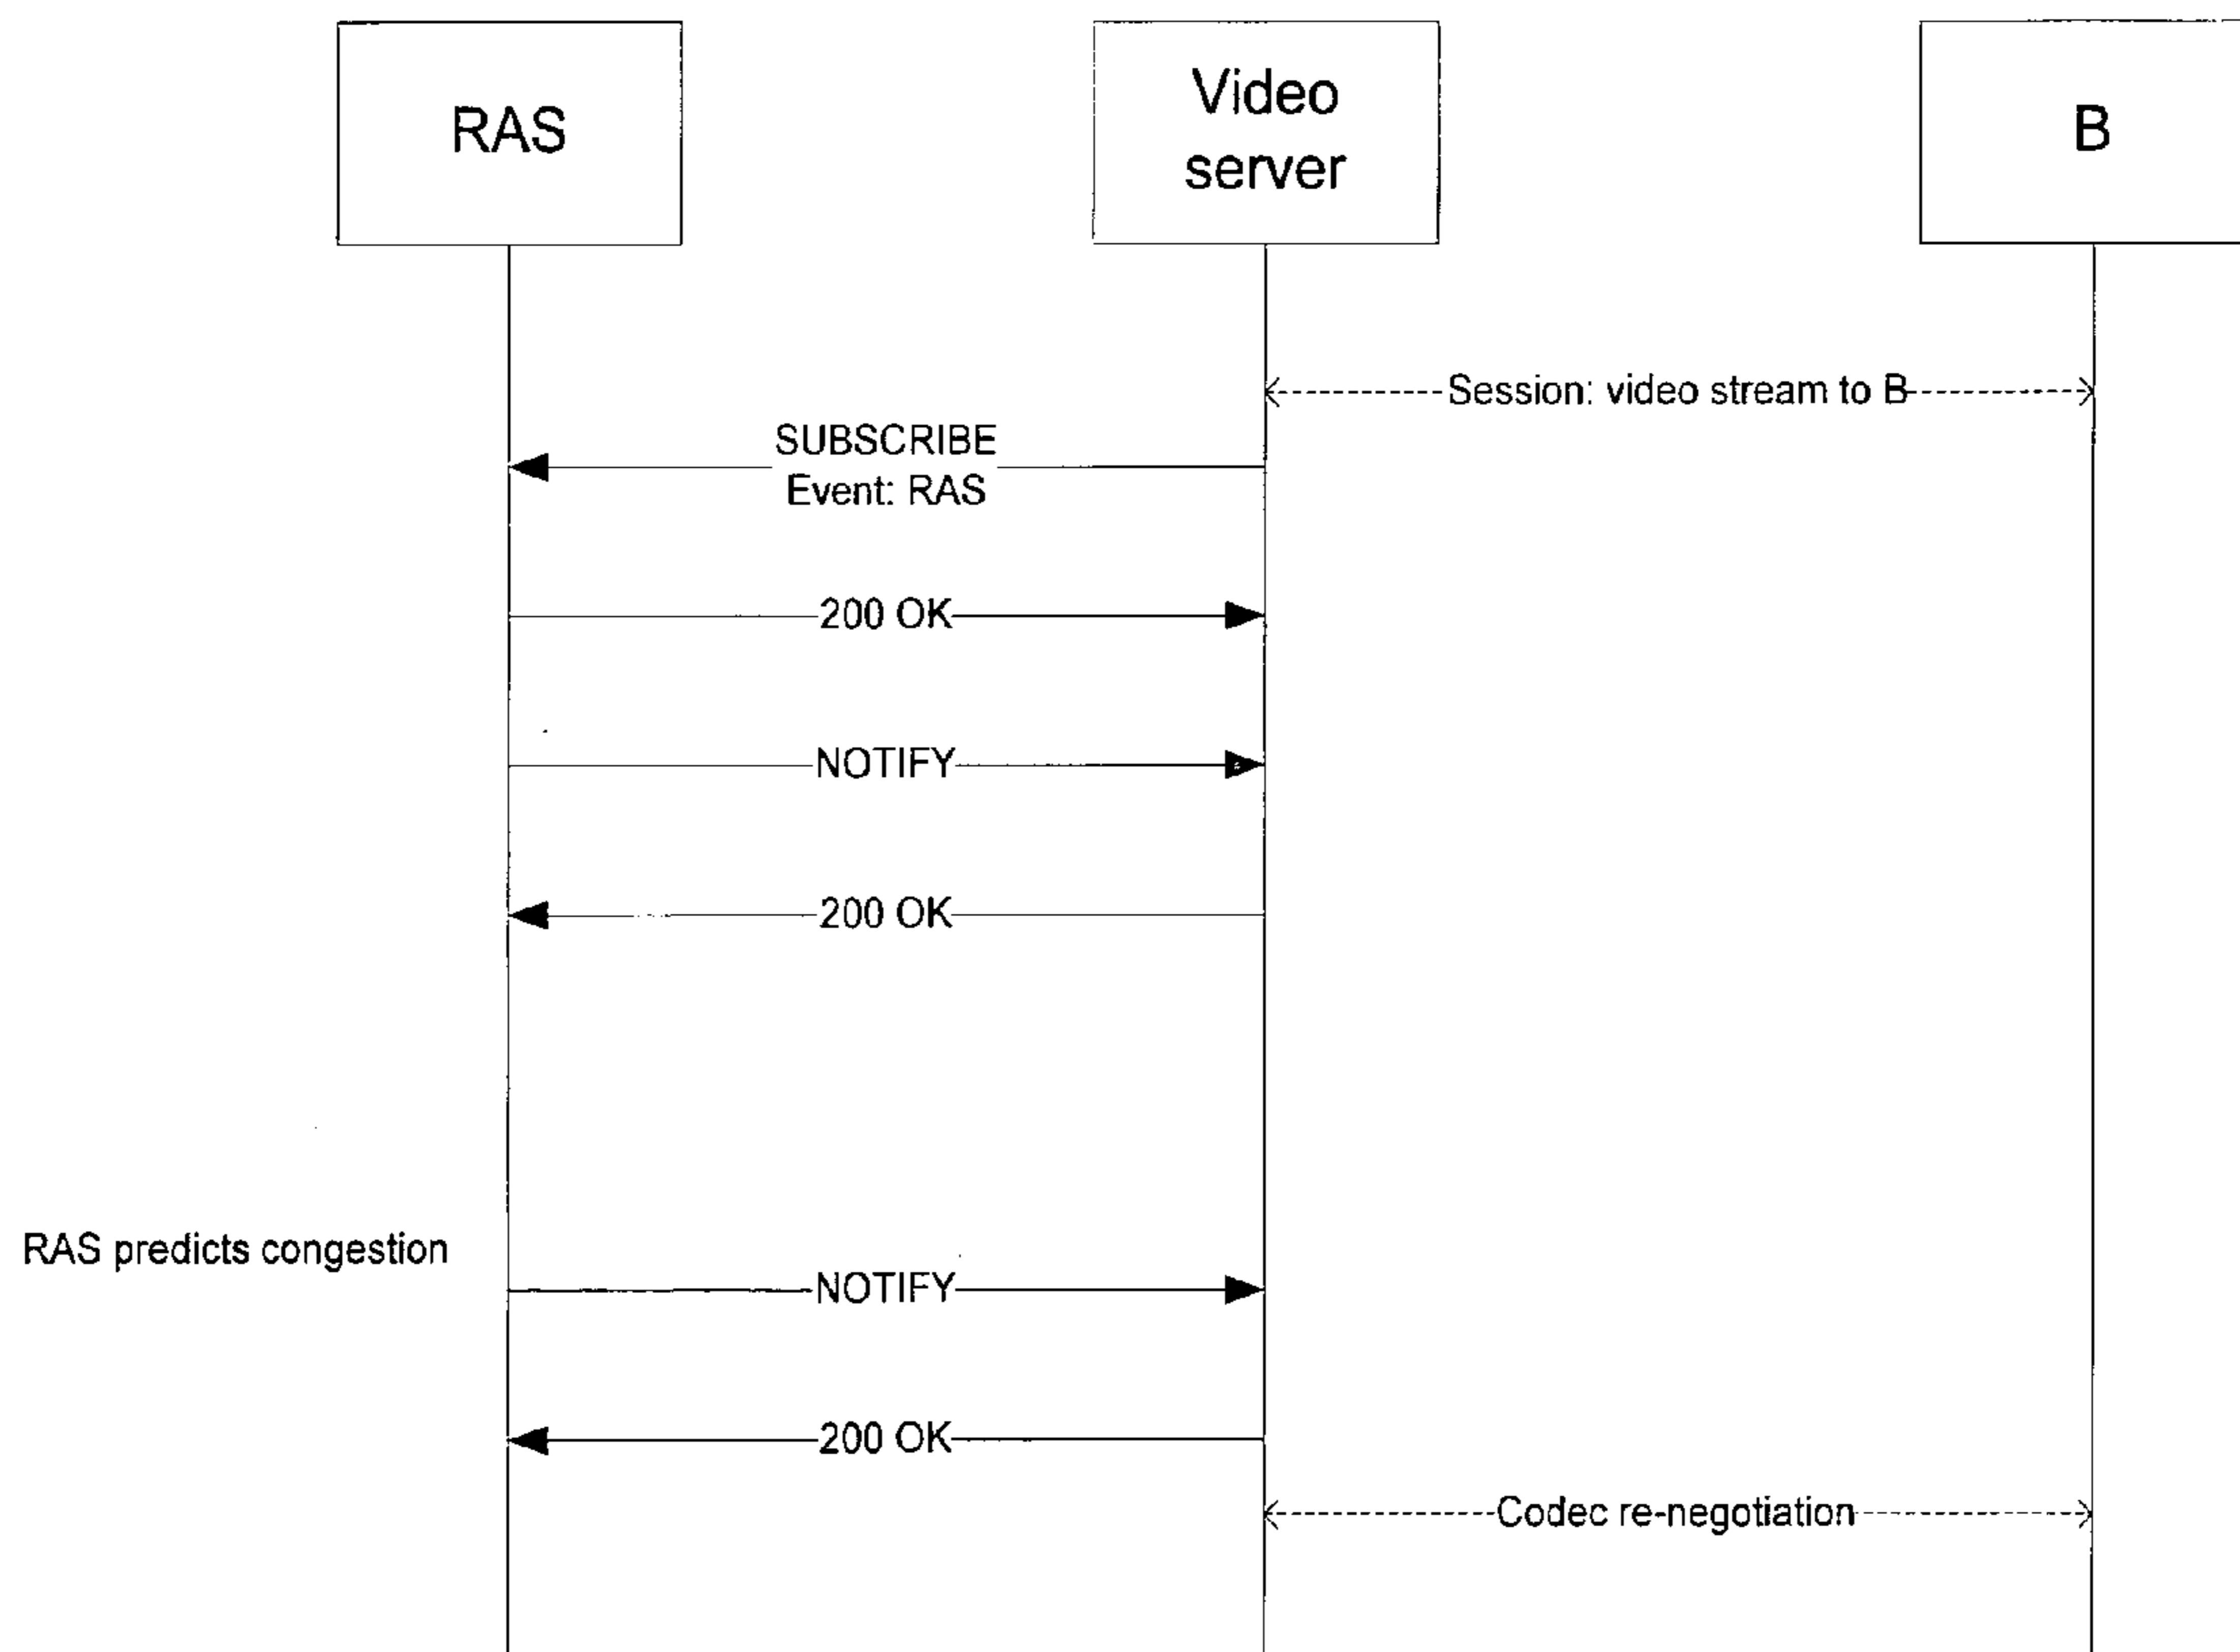 RAS
Video
server
B
Session: video stream to B
SUBSCRIBE
Event: RAS
200 OK
NOTIFY
200 OK
RAS predicts congestion
NOTIFY
200 OK
Codec re-negotiation